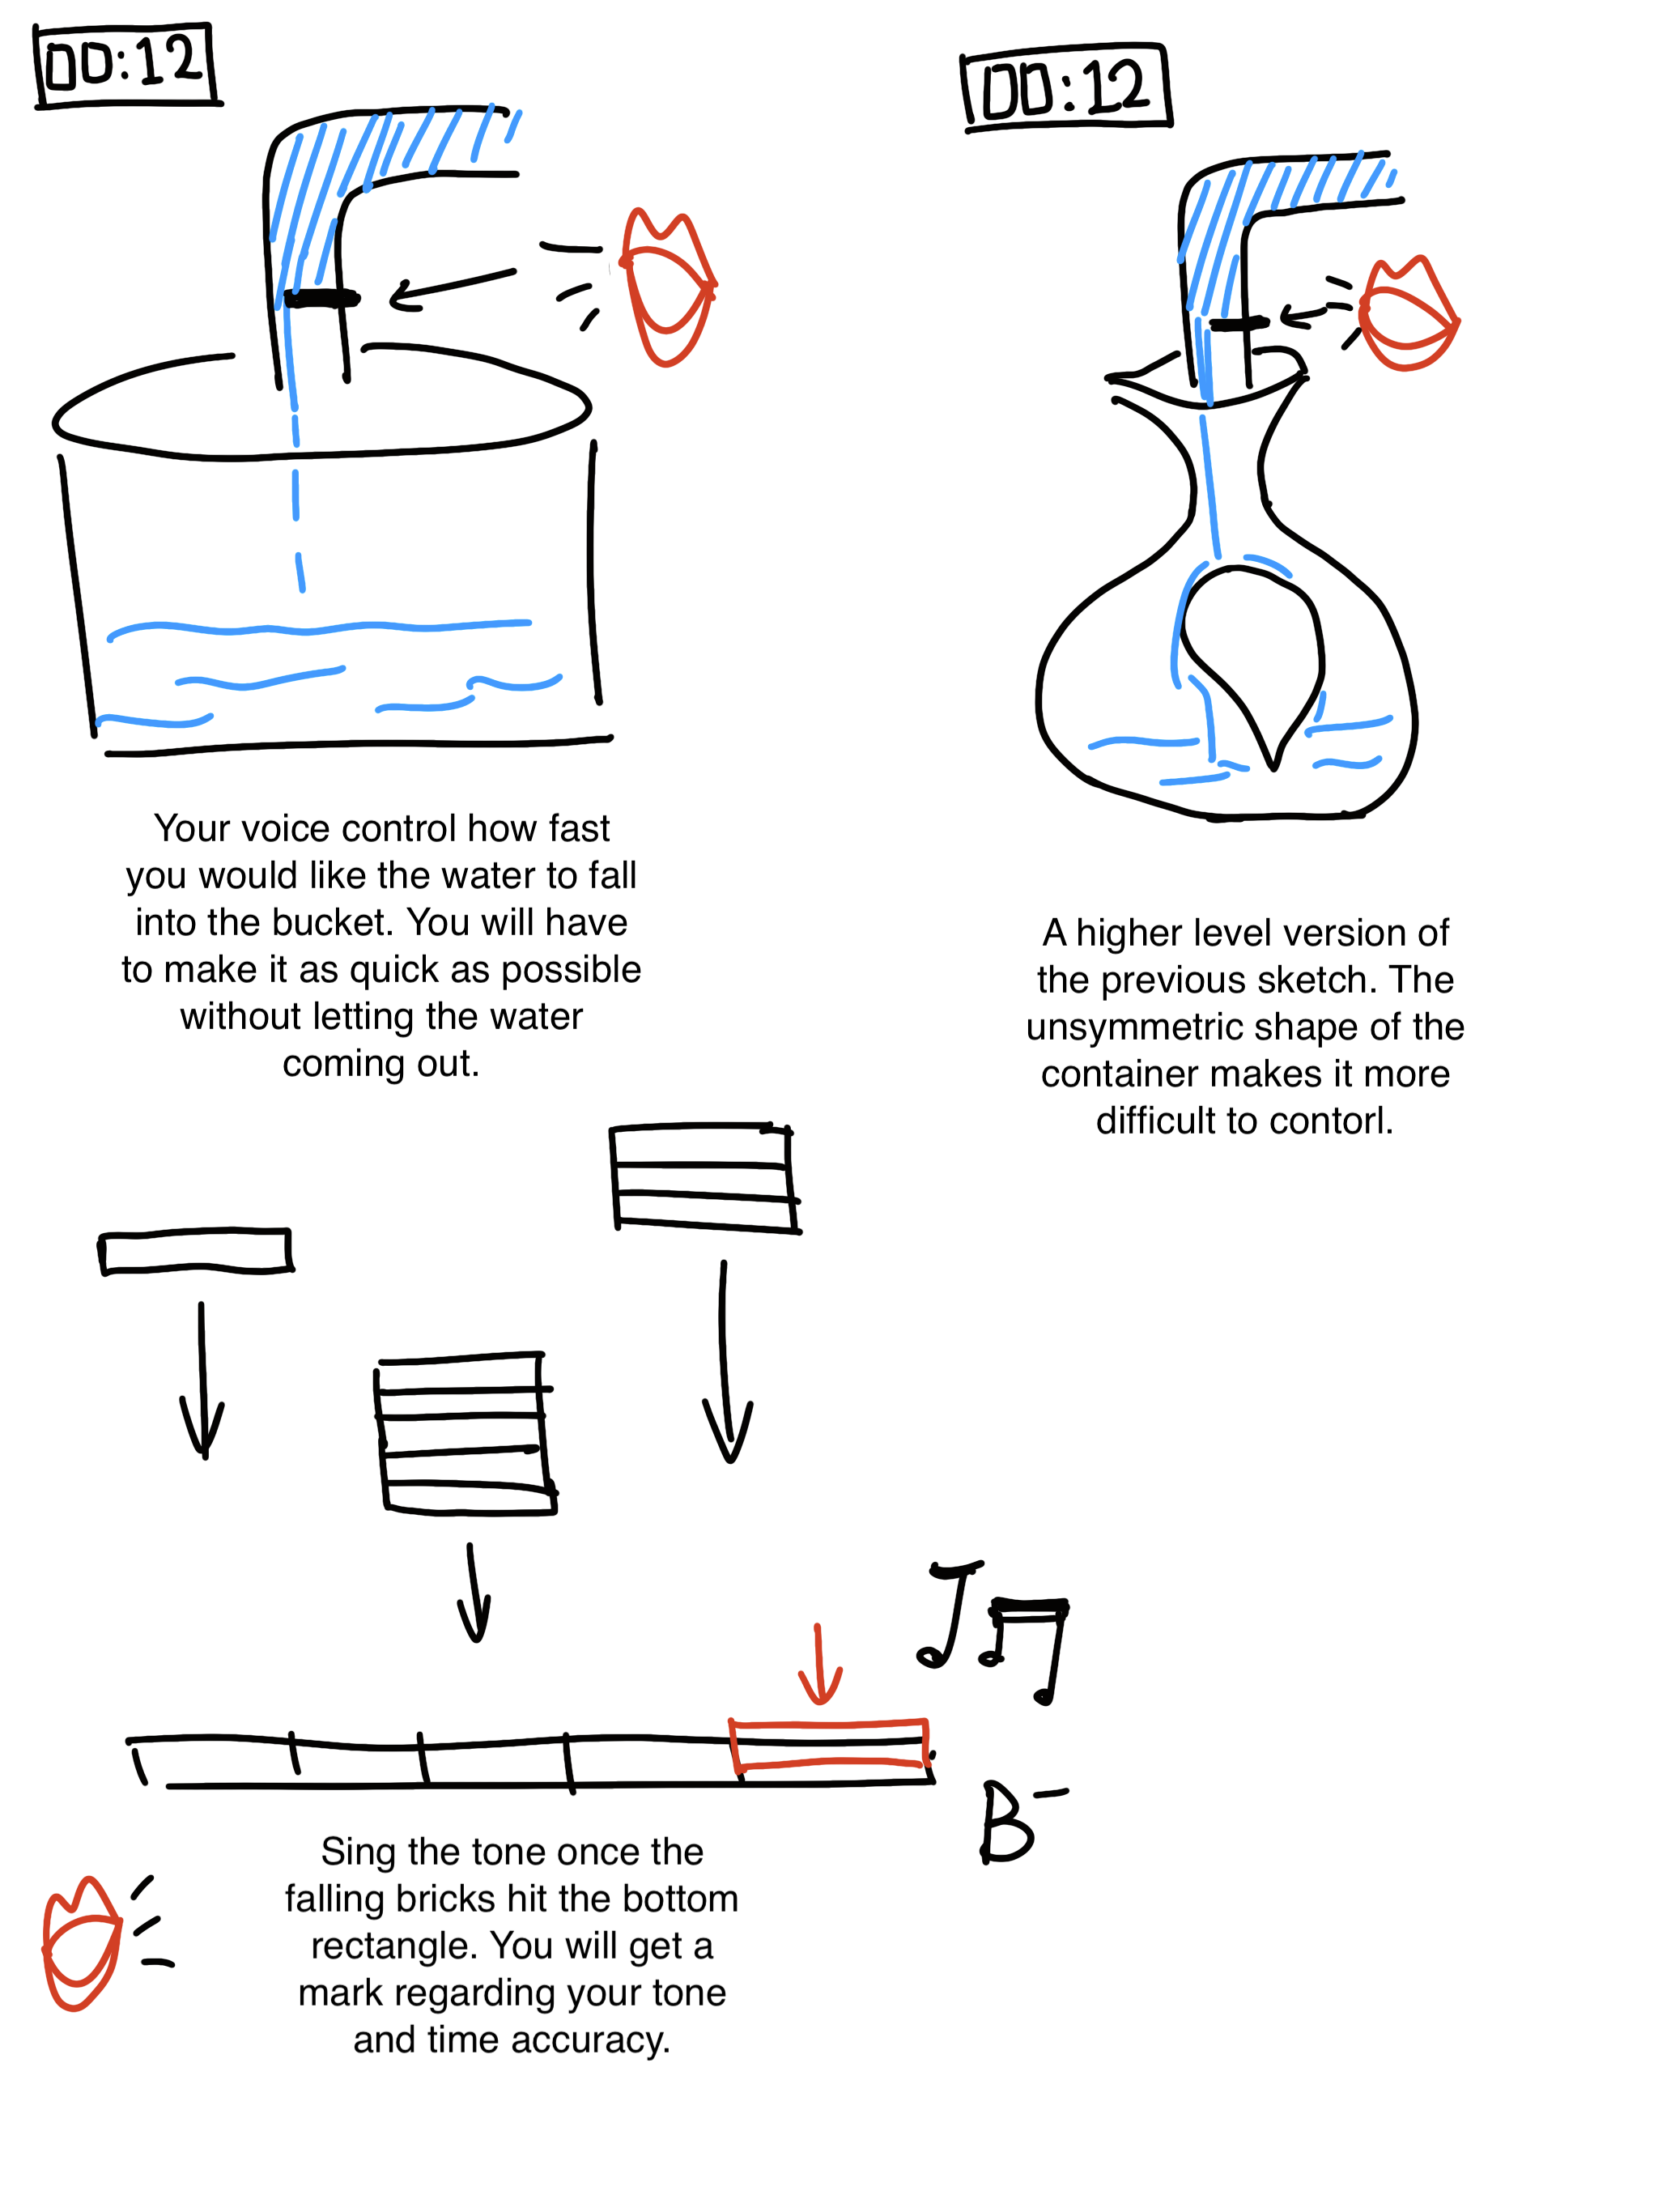 00:12
00:12
Your voice control how fast
you would like the water to fall
into the bucket. You will have
to make it as quick as possible
without letting the water
coming out.
A higher level version of
the previous sketch. The
unsymmetric shape of the
container makes it more
difficult to contorl.
B-
Sing the tone once the
falling bricks hit the bottom
rectangle. You will get a
mark regarding your tone
and time accuracy.